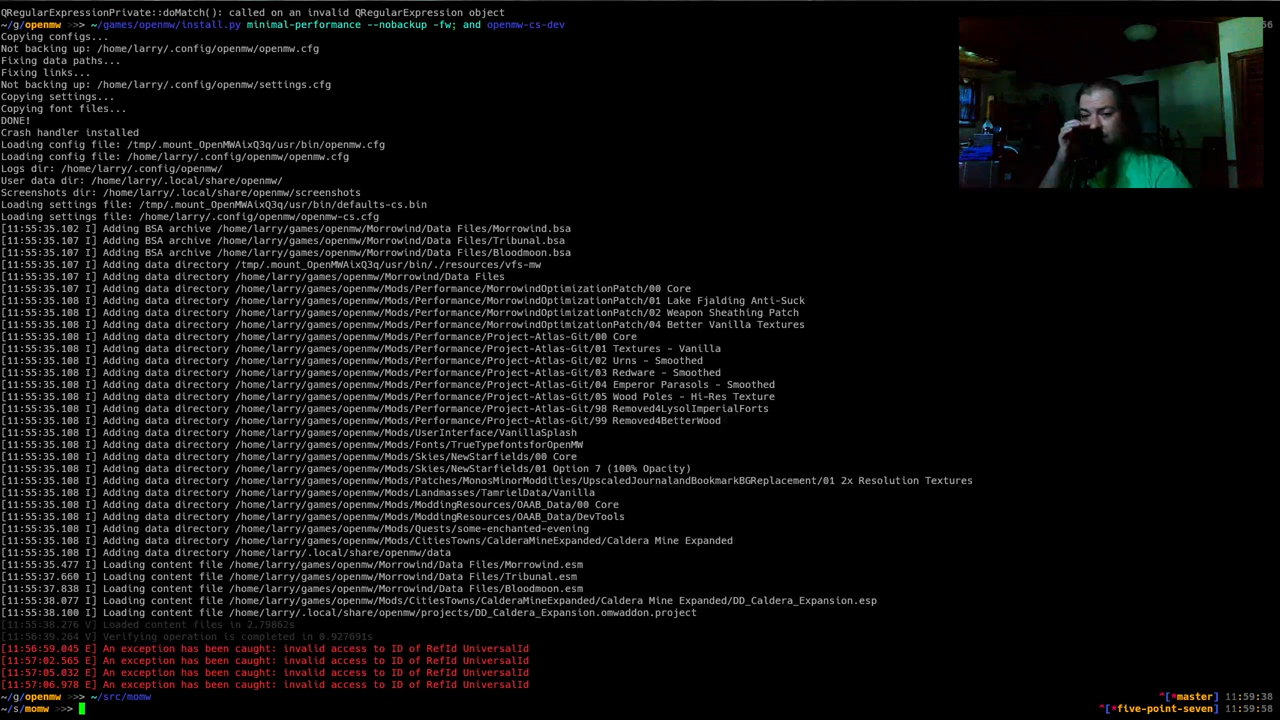 QRegularExpressionPrivate::doMatch(): called on an invalid QRegularExpression object
~/g/openmw >>> ~/games/openmw/install.py minimal-performance --nobackup -fw; and openmw-cs-dev
Copying configs...
Not backing up: /home/larry/.config/openmw/openmw.cfg
Fixing data paths...
Fixing links...
Not backing up: /home/larry/.config/openmw/settings.cfg
Copying settings...
Copying font files...
DONE!
Crash handler installed
Loading config file: /tmp/.mount_OpenMWAixQ3q/usr/bin/openmw.cfg
Loading config file: /home/larry/.config/openmw/openmw.cfg
Logs dir: /home/larry/.config/openmw/
User data dir: /home/larry/.local/share/openmw/
Screenshots dir: /home/larry/.local/share/openmw/screenshots
Loading settings file: /tmp/.mount_OpenMWAixQ3q/usr/bin/defaults-cs.bin
Loading settings file: /home/larry/.config/openmw/openmw-cs.cfg
[11:55:35.102 I] Adding BSA archive /home/larry/games/openmw/Morrowind/Data Files/Morrowind.bsa
[11:55:35.107 I] Adding BSA archive /home/larry/games/openmw/Morrowind/Data Files/Tribunal.bsa
[11:55:35.107 I] Adding BSA archive /home/larry/games/openmw/Morrowind/Data Files/Bloodmoon.bsa
[11:55:35.107 I] Adding data directory /tmp/.mount_OpenMWAixQ3q/usr/bin/./resources/vfs-mw
[11:55:35.107 I] Adding data directory /home/larry/games/openmw/Morrowind/Data Files
[11:55:35.107 I] Adding data directory /home/larry/games/openmw/Mods/Performance/MorrowindOptimizationPatch/00 Core
[11:55:35.108 I] Adding data directory /home/larry/games/openmw/Mods/Performance/MorrowindOptimizationPatch/01 Lake Fjalding Anti-Suck
[11:55:35.108 I] Adding data directory /home/larry/games/openmw/Mods/Performance/MorrowindOptimizationPatch/02 Weapon Sheathing Patch
[11:55:35.108 I] Adding data directory /home/larry/games/openmw/Mods/Performance/MorrowindOptimizationPatch/04 Better Vanilla Textures
[11:55:35.108 I] Adding data directory /home/larry/games/openmw/Mods/Performance/Project-Atlas-Git/00 Core
[11:55:35.108 I] Adding data directory /home/larry/games/openmw/Mods/Performance/Project-Atlas-Git/01 Textures - Vanilla
[11:55:35.108 I] Adding data directory /home/larry/games/openmw/Mods/Performance/Project-Atlas-Git/02 Urns - Smoothed
[11:55:35.108 I] Adding data directory /home/larry/games/openmw/Mods/Performance/Project-Atlas-Git/03 Redware - Smoothed
[11:55:35.108 I] Adding data directory /home/larry/games/openmw/Mods/Performance/Project-Atlas-Git/04 Emperor Parasols - Smoothed
[11:55:35.108 I] Adding data directory /home/larry/games/openmw/Mods/Performance/Project-Atlas-Git/05 Wood Poles - Hi-Res Texture
[11:55:35.108 I] Adding data directory /home/larry/games/openmw/Mods/Performance/Project-Atlas-Git/98 Removed4LysolImperialForts
[11:55:35.108 I] Adding data directory /home/larry/games/openmw/Mods/Performance/Project-Atlas-Git/99 Removed4BetterWood
[11:55:35.108 I] Adding data directory /home/larry/games/openmw/Mods/UserInterface/VanillaSplash
[11:55:35.108 I] Adding data directory /home/larry/games/openmw/Mods/Fonts/TrueTypefontsforOpenMW
[11:55:35.108 I] Adding data directory /home/larry/games/openmw/Mods/Skies/NewStarfields/00 Core
[11:55:35.108 I] Adding data directory /home/larry/games/openmw/Mods/Skies/NewStarfields/01 Option 7 (100% Opacity)
[11:55:35.108 I] Adding data directory /home/larry/games/openmw/Mods/Patches/MonosMinorModdities/UpscaledJournalandBookmarkBGReplacement/01 2x Resolution Textures
[11:55:35.108 I] Adding data directory /home/larry/games/openmw/Mods/Landmasses/TamrielData/Vanilla
[11:55:35.108 I] Adding data directory /home/larry/games/openmw/Mods/ModdingResources/OAAB_Data/00 Core
[11:55:35.108 I] Adding data directory /home/larry/games/openmw/Mods/ModdingResources/OAAB_Data/DevTools
[11:55:35.108 I] Adding data directory /home/larry/games/openmw/Mods/Quests/some-enchanted-evening
[11:55:35.108 I] Adding data directory /home/larry/games/openmw/Mods/CitiesTowns/CalderaMineExpanded/Caldera Mine Expanded
[11:55:35.108 I] Adding data directory /home/larry/.local/share/openmw/data
[11:55:35.477 I] Loading content file /home/larry/games/openmw/Morrowind/Data Files/Morrowind.esm
[11:55:37.660 I] Loading content file /home/larry/games/openmw/Morrowind/Data Files/Tribunal.esm
[11:55:37.838 I] Loading content file /home/larry/games/openmw/Morrowind/Data Files/Bloodmoon.esm
[11:55:38.077 I] Loading content file /home/larry/games/openmw/Mods/CitiesTowns/CalderaMineExpanded/Caldera Mine Expanded/DD_Caldera_Expansion.esp
[11:55:38.100 I] Loading content file /home/larry/.local/share/openmw/projects/DD_Caldera_Expansion.omwaddon.project
[11:55:38.276 V] Loaded content files in 2.79862s
[11:56:39.264 V] Verifying operation is completed in 0.927691s
[11:56:59.045 E] An exception has been caught: invalid access to ID of RefId UniversalId
[11:57:02.565 E] An exception has been caught: invalid access to ID of RefId UniversalId
[11:57:05.032 E] An exception has been caught: invalid access to ID of RefId UniversalId
[11:57:06.978 E] An exception has been caught: invalid access to ID of RefId UniversalId
~/g/openmw >>> ~/src/momw ^[*master] 11:59:38
~/s/momw >>> ^[*five-point-seven] 11:59:58